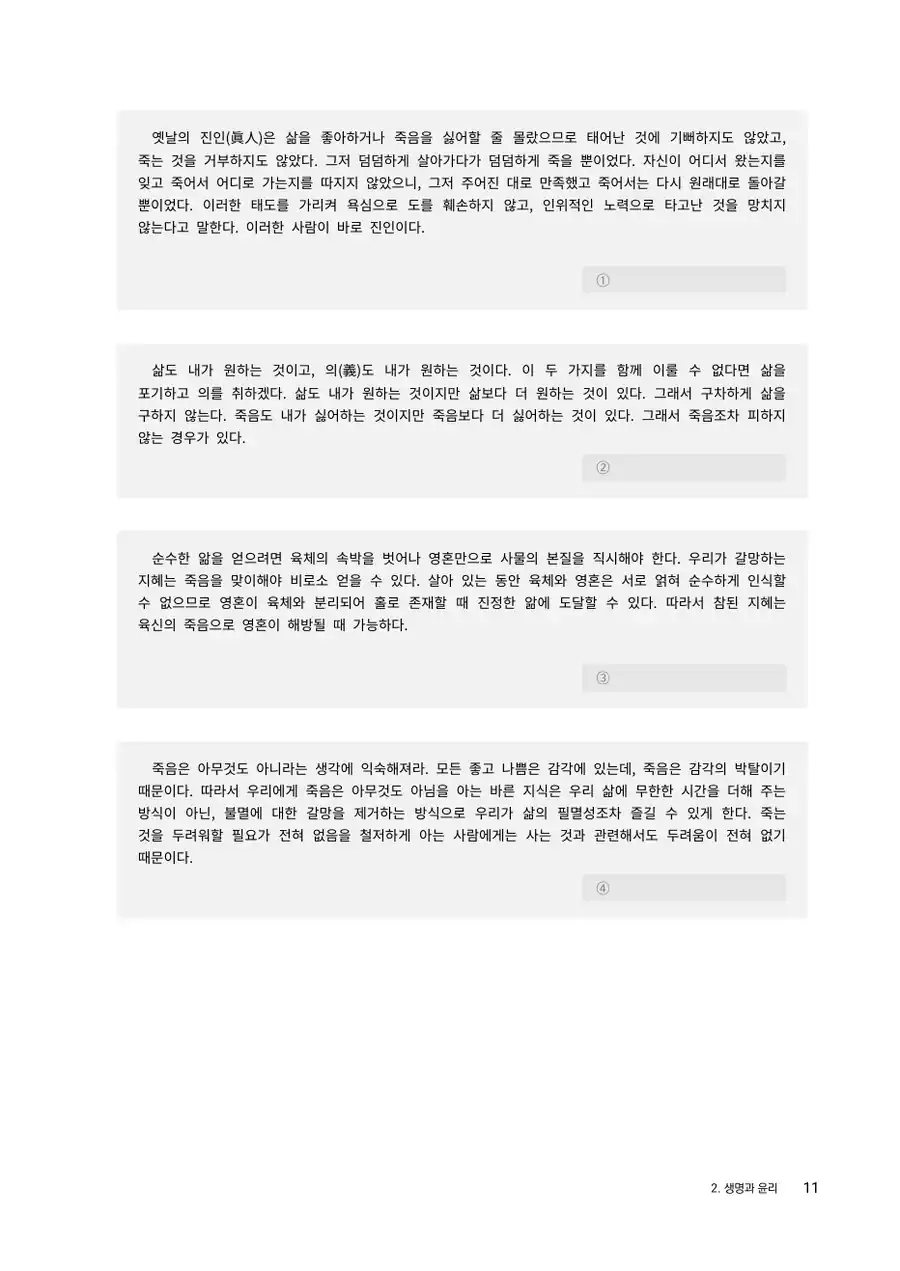 옛날의 진인(眞人)은 삶을 좋아하거나 죽음을 싫어할 줄 몰랐으므로 태어난 것에 기뻐하지도 않았고,
죽는 것을 거부하지도 않았다. 그저 덤덤하게 살아가다가 덤덤하게 죽을 뿐이었다. 자신이 어디서 왔는지를
잊고 죽어서 어디로 가는지를 따지지 않았으니, 그저 주어진 대로 만족했고 죽어서는 다시 원래대로 돌아갈
뿐이었다. 이러한 태도를 가리켜 욕심으로 도를 훼손하지 않고, 인위적인 노력으로 타고난 것을 망치지
않는다고 말한다. 이러한 사람이 바로 진인이다.
①
삶도 내가 원하는 것이고, 의(義)도 내가 원하는 것이다. 이 두 가지를 함께 이룰 수 없다면 삶을
포기하고 의를 취하겠다. 삶도 내가 원하는 것이지만 삶보다 더 원하는 것이 있다. 그래서 구차하게 삶을
구하지 않는다. 죽음도 내가 싫어하는 것이지만 죽음보다 더 싫어하는 것이 있다. 그래서 죽음조차 피하지
않는 경우가 있다.
②
순수한 앎을 얻으려면 육체의 속박을 벗어나 영혼만으로 사물의 본질을 직시해야 한다. 우리가 갈망하는
지혜는 죽음을 맞이해야 비로소 얻을 수 있다. 살아 있는 동안 육체와 영혼은 서로 얽혀 순수하게 인식할
수 없으므로 영혼이 육체와 분리되어 홀로 존재할 때 진정한 앎에 도달할 수 있다. 따라서 참된 지혜는
육신의 죽음으로 영혼이 해방될 때 가능하다.
③
죽음은 아무것도 아니라는 생각에 익숙해져라. 모든 좋고 나쁨은 감각에 있는데, 죽음은 감각의 박탈이기
때문이다. 따라서 우리에게 죽음은 아무것도 아님을 아는 바른 지식은 우리 삶에 무한한 시간을 더해 주는
방식이 아닌, 불멸에 대한 갈망을 제거하는 방식으로 우리가 삶의 필멸성조차 즐길 수 있게 한다. 죽는
것을 두려워할 필요가 전혀 없음을 철저하게 아는 사람에게는 사는 것과 관련해서도 두려움이 전혀 없기
때문이다.
④
2. 생명과 윤리 11